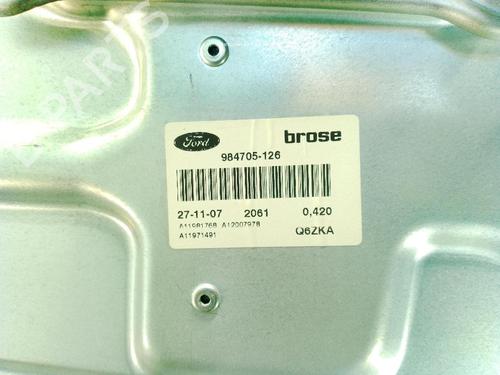 Ford brose
984705-126
27-11-07 2061 0,420
A11981768 A12007978
A11971491 Q6ZKA